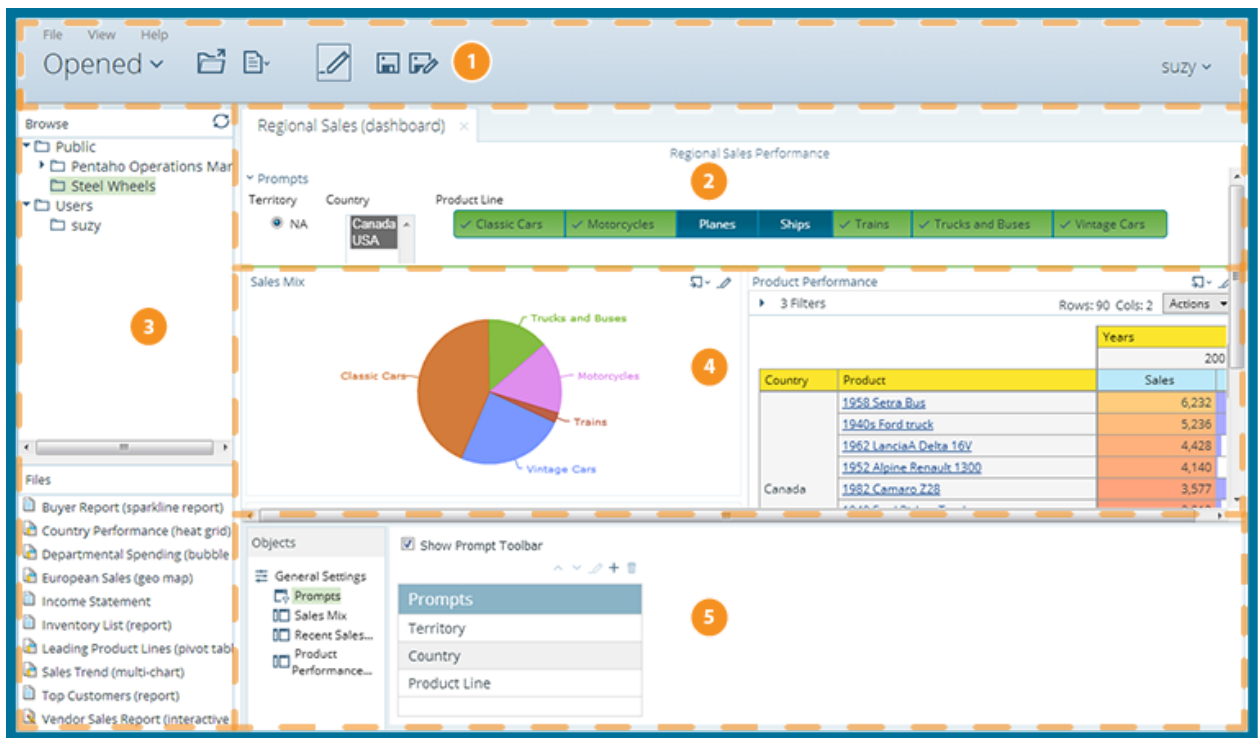 File View Help
Opened
1
suzy
Browse
Public
Pentaho Operations Mar
Steel Wheels
Users
suzy
3
Files
Buyer Report (sparkline report)
Country Performance (heat grid)
Departmental Spending (bubble
European Sales (geo map)
Income Statement
Inventory List (report)
Leading Product Lines (pivot tabl
Sales Trend (multi-chart)
Top Customers (report)
Vendor Sales Report (interactive
Regional Sales (dashboard) ×
Regional Sales Performance
2
Prompts
Territory Country Product Line
NA
Canada
USA
Classic Cars Motorcycles Planes Ships Trains Trucks and Buses Vintage Cars
Sales Mix
Trucks and Buses
Classic Cars
Motorcycles
Trains
Vintage Cars
4
Product Performance
3 Filters Rows: 90 Cols: 2 Actions
Years
200
Country Product Sales
1958 Setra Bus 6,232
1940s Ford truck 5,236
1962 LanciaA Delta 16V 4,428
1952 Alpine Renault 1300 4,140
Canada 1982 Camaro Z28 3,577
Objects
General Settings
Prompts
Sales Mix
Recent Sales...
Product
Performance...
Show Prompt Toolbar
Prompts
Territory
Country
Product Line
5